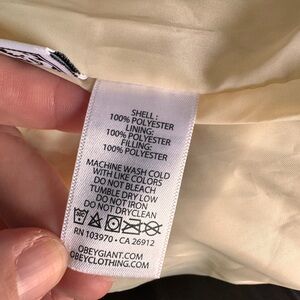 SHELL:
100% POLYESTER
LINING:
100% POLYESTER
FILLING:
100% POLYESTER
MACHINE WASH COLD
WITH LIKE COLORS
DO NOT BLEACH
TUMBLE DRY LOW
DO NOT IRON
DO NOT DRYCLEAN
RN 103970 • CA 26912
OBEYGIANT.COM
OBEYCLOTHING.COM